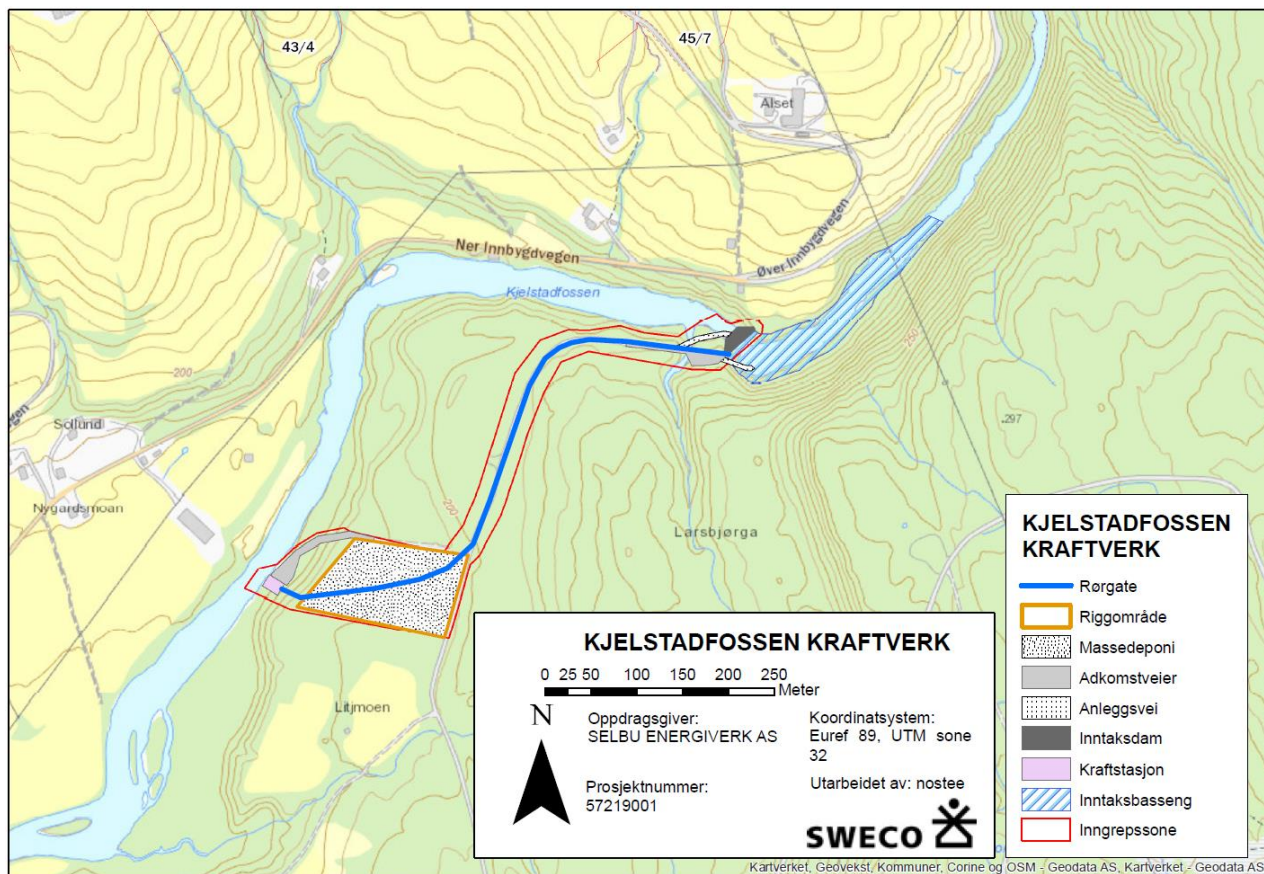 43/4
45/7
Alset
Ner Innbygdvegen
Øver Innbygdvegen
Kjelstadfossen
250
200
297
Sollund
Nygardsmoan
200
Larsbjørga
Litjmoen
KJELSTADFOSSEN KRAFTVERK
0 25 50 100 150 200 250
Meter
N
Oppdragsgiver:
SELBU ENERGIVERK AS
Prosjektnummer:
57219001
Koordinatsystem:
Euref 89, UTM sone
32
Utarbeidet av: nostee
SWECO
KJELSTADFOSSEN
KRAFTVERK
Rørgate
Riggområde
Massedeponi
Adkomstveier
Anleggsvei
Inntaksdam
Kraftstasjon
Inntaksbasseng
Inngrepssone
Kartverket, Geovekst, Kommuner, Corine og OSM - Geodata AS, Kartverket - Geodata AS